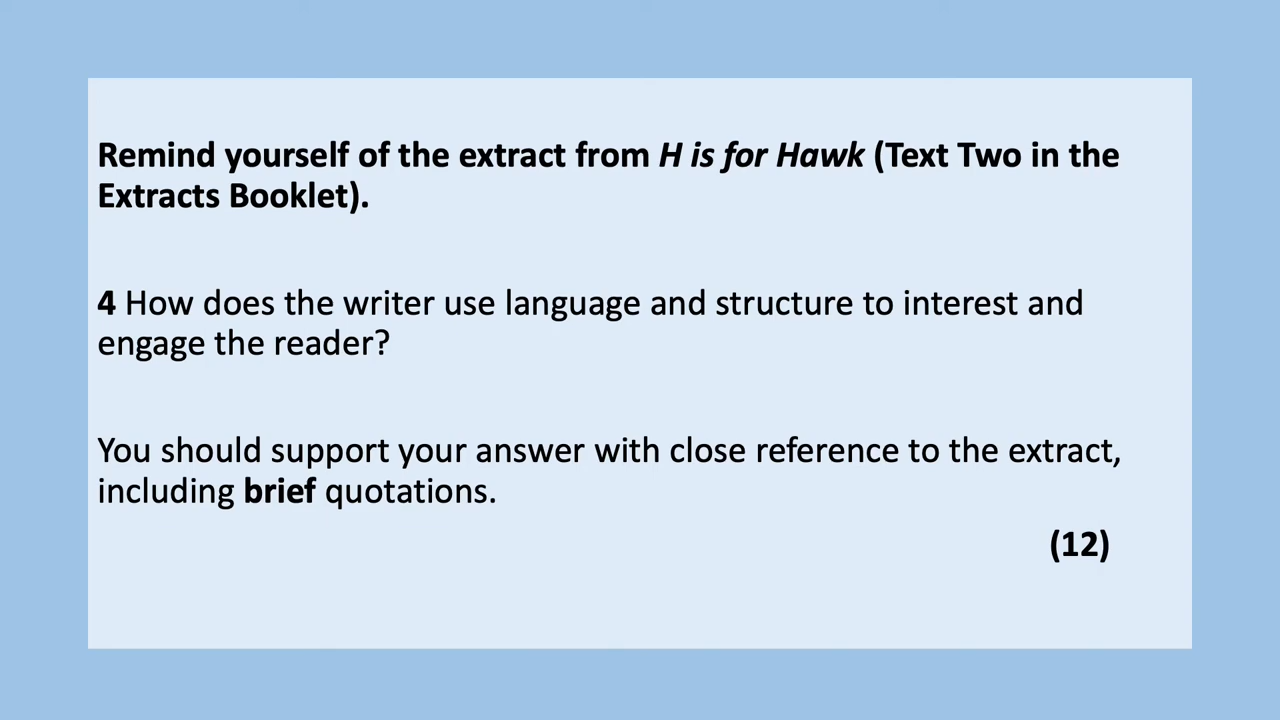 Remind yourself of the extract from H is for Hawk (Text Two in the
Extracts Booklet).
4 How does the writer use language and structure to interest and
engage the reader?
You should support your answer with close reference to the extract,
including brief quotations.
(12)